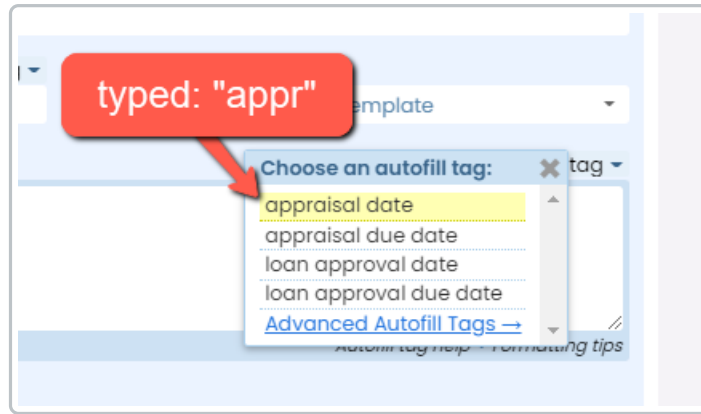 typed: "appr"
emplate
Choose an autofill tag:
tag
appraisal date
appraisal due date
loan approval date
loan approval due date
Advanced Autofill Tags →
Autofill tag help · Formatting tips